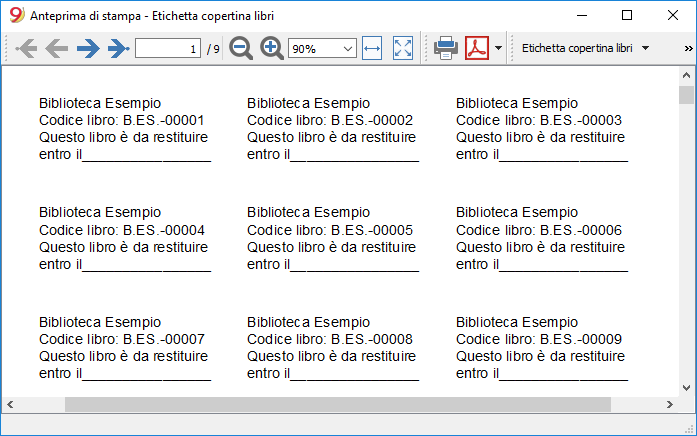 Anteprima di stampa - Etichetta copertina libri
1 / 9 90% Etichetta copertina libri »
Biblioteca Esempio
Codice libro: B.ES.-00001
Questo libro è da restituire
entro il________________
Biblioteca Esempio
Codice libro: B.ES.-00002
Questo libro è da restituire
entro il________________
Biblioteca Esempio
Codice libro: B.ES.-00003
Questo libro è da restituire
entro il________________
Biblioteca Esempio
Codice libro: B.ES.-00004
Questo libro è da restituire
entro il________________
Biblioteca Esempio
Codice libro: B.ES.-00005
Questo libro è da restituire
entro il________________
Biblioteca Esempio
Codice libro: B.ES.-00006
Questo libro è da restituire
entro il________________
Biblioteca Esempio
Codice libro: B.ES.-00007
Questo libro è da restituire
entro il________________
Biblioteca Esempio
Codice libro: B.ES.-00008
Questo libro è da restituire
entro il________________
Biblioteca Esempio
Codice libro: B.ES.-00009
Questo libro è da restituire
entro il________________